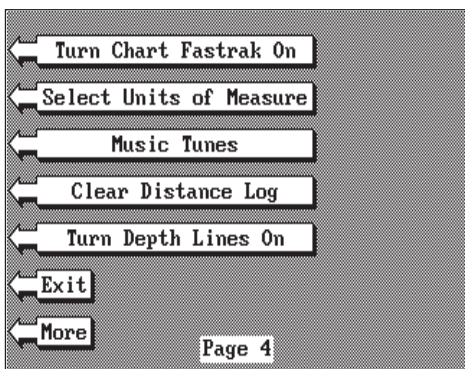 Turn Chart Fastrak On
Select Units of Measure
Music Tunes
Clear Distance Log
Turn Depth Lines On
Exit
More
Page 4